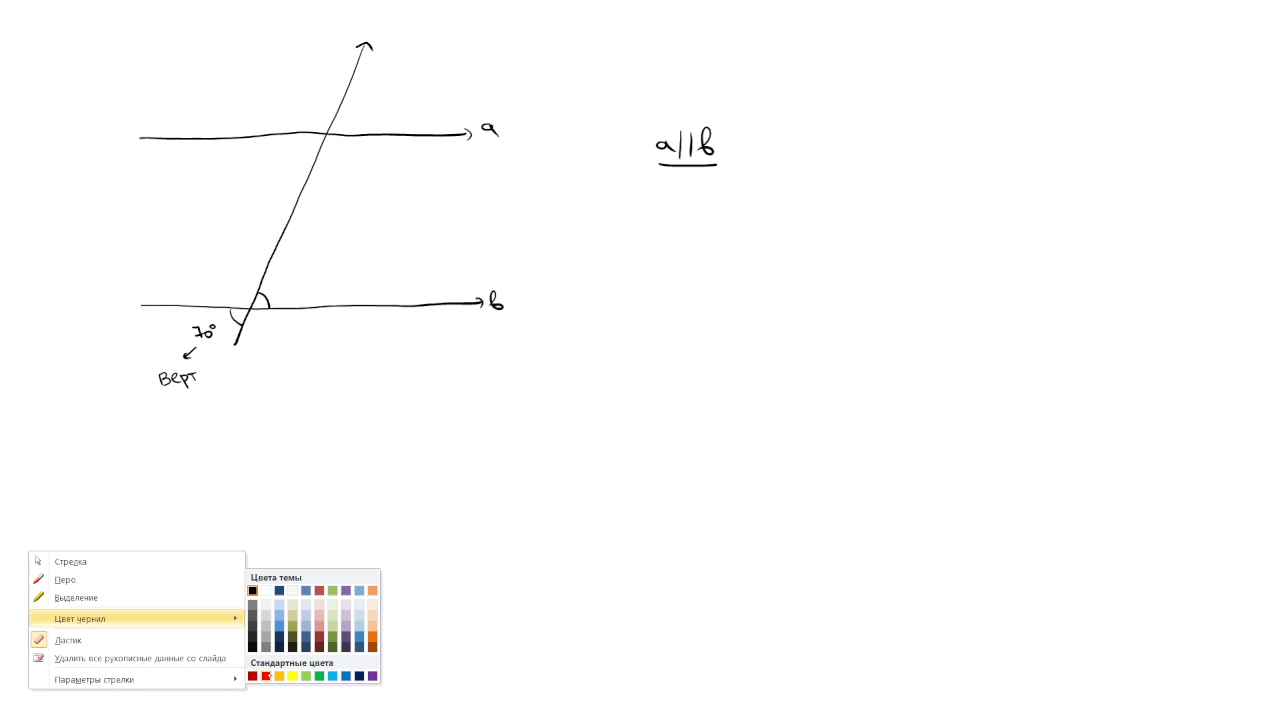 a
a||b
b
70°
верт
Стрелка
Перо
Выделение
Цвет чернил
Ластик
Удалить все рукописные данные со слайда
Параметры стрелки
Цвета темы
Стандартные цвета